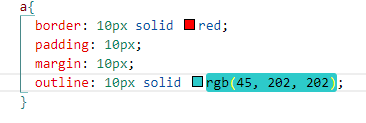 a{
border: 10px solid red;
padding: 10px;
margin: 10px;
outline: 10px solid rgb(45, 202, 202);
}